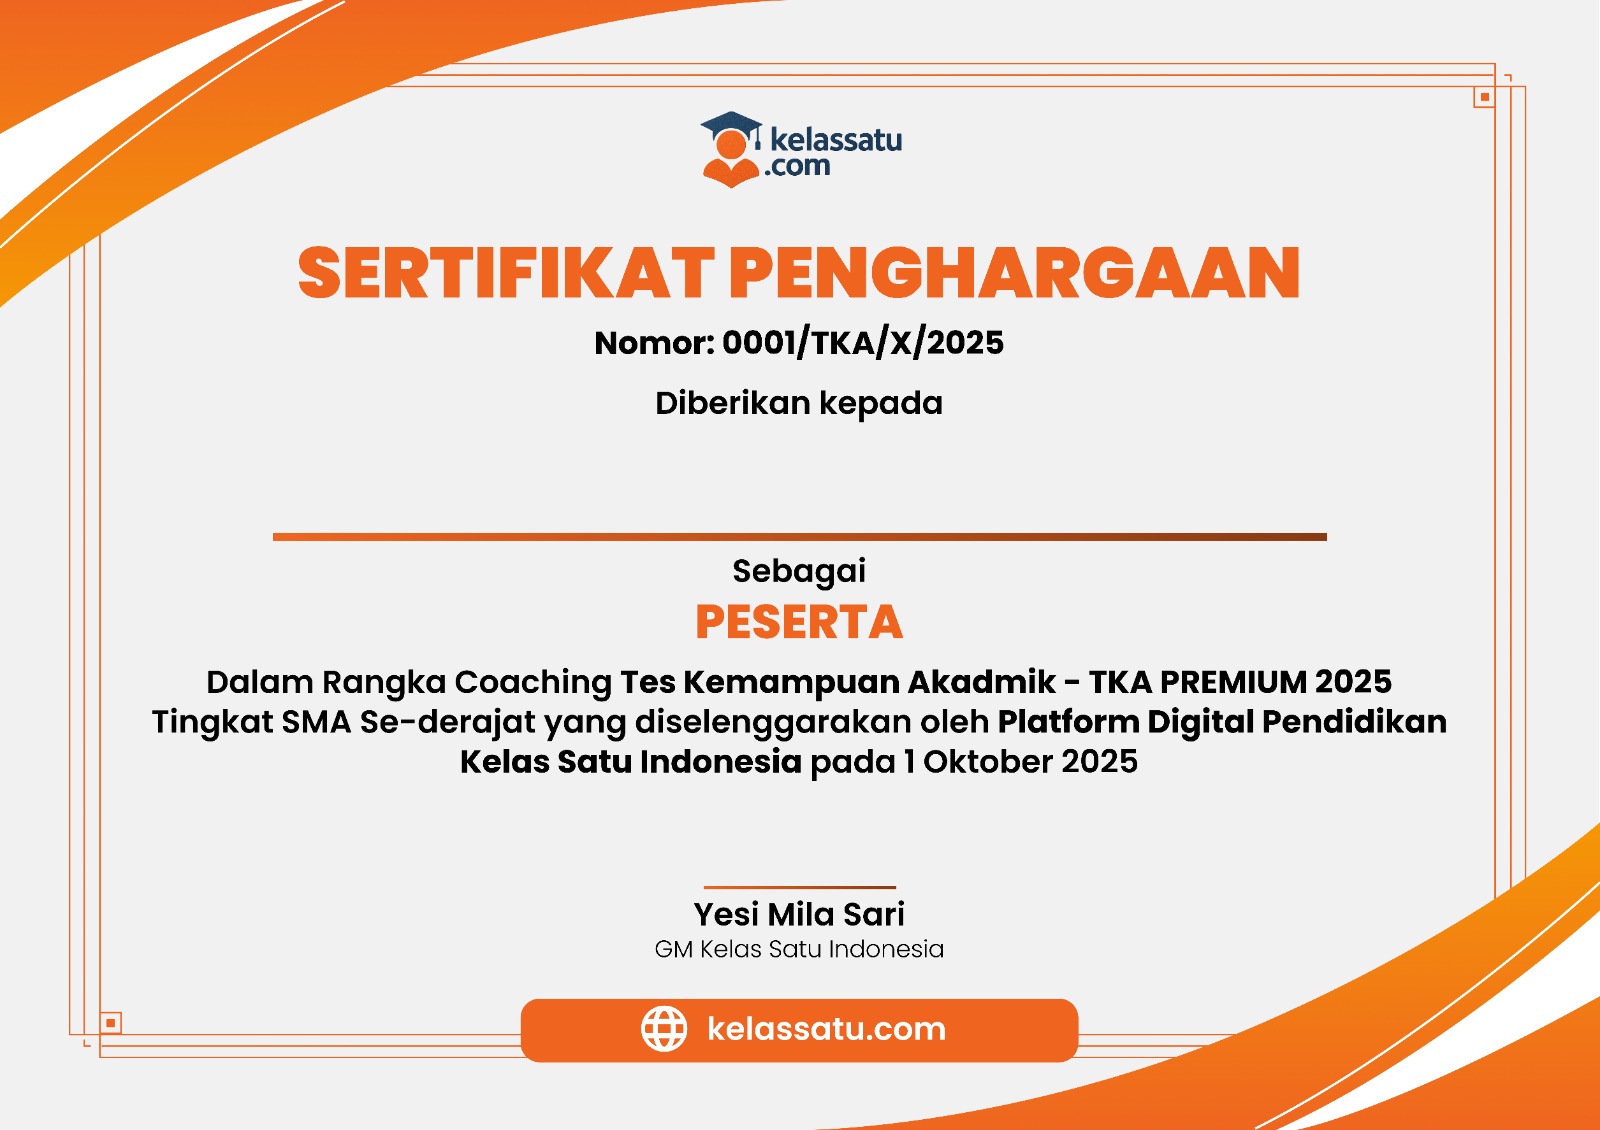 kelassatu
.com
SERTIFIKAT PENGHARGAAN
Nomor: 0001/TKA/X/2025
Diberikan kepada
Sebagai
PESERTA
Dalam Rangka Coaching Tes Kemampuan Akadmik - TKA PREMIUM 2025
Tingkat SMA Se-derajat yang diselenggarakan oleh Platform Digital Pendidikan
Kelas Satu Indonesia pada 1 Oktober 2025
Yesi Mila Sari
GM Kelas Satu Indonesia
kelassatu.com